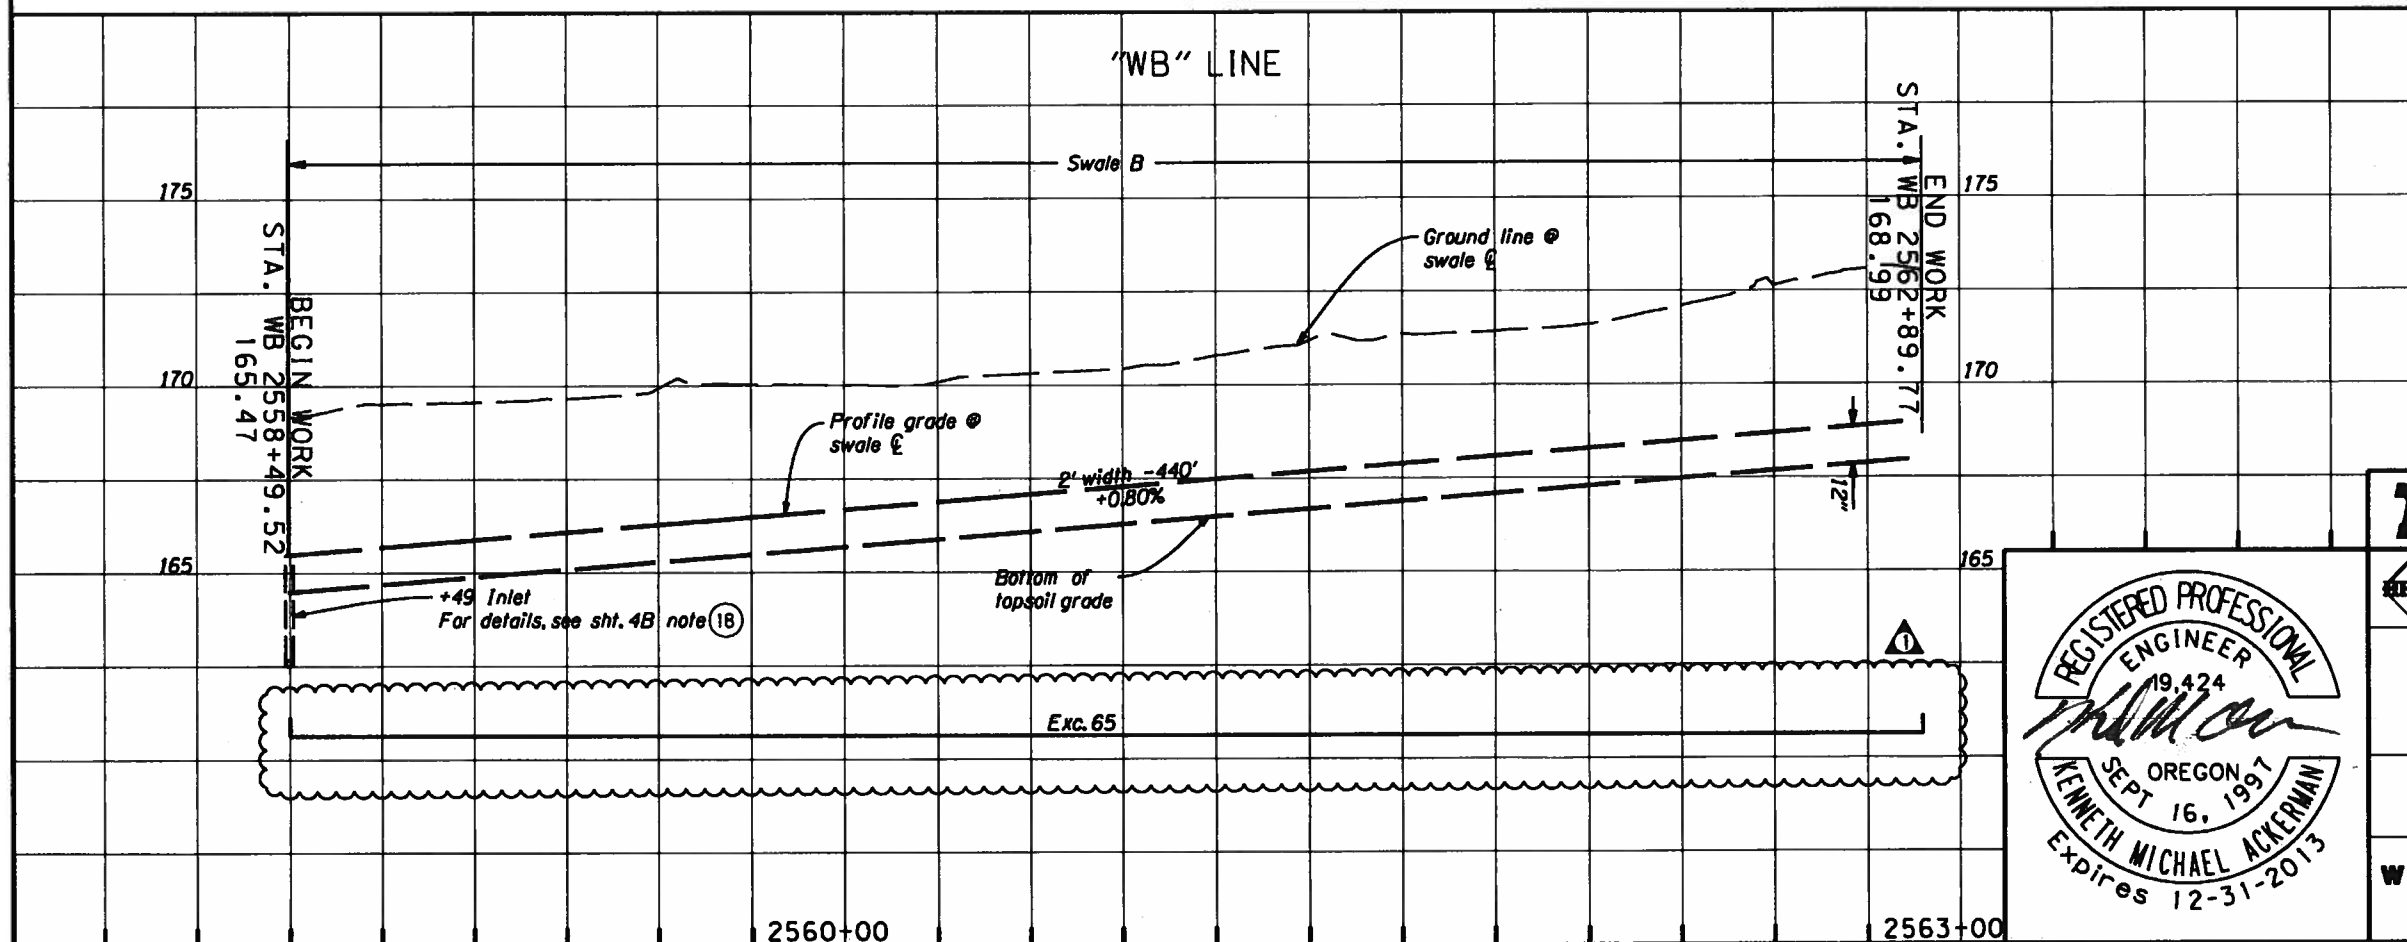 "WB" LINE
Swale B
175
175
STA. WB 2558+49.52
BEGIN WORK
165.47
STA. WB 2562+89.77
END WORK
168.99
Ground line @
swale ℄
170
170
Profile grade @
swale ℄
2' width -440'
+0.80%
12"
165
165
+49 Inlet
For details, see sht. 4B note 18
Bottom of
topsoil grade
1
Exc. 65
2560+00
2563+00
REGISTERED PROFESSIONAL
ENGINEER
19,424
OREGON
SEPT 16, 1997
KENNETH MICHAEL ACKERMAN
Expires 12-31-2013
W